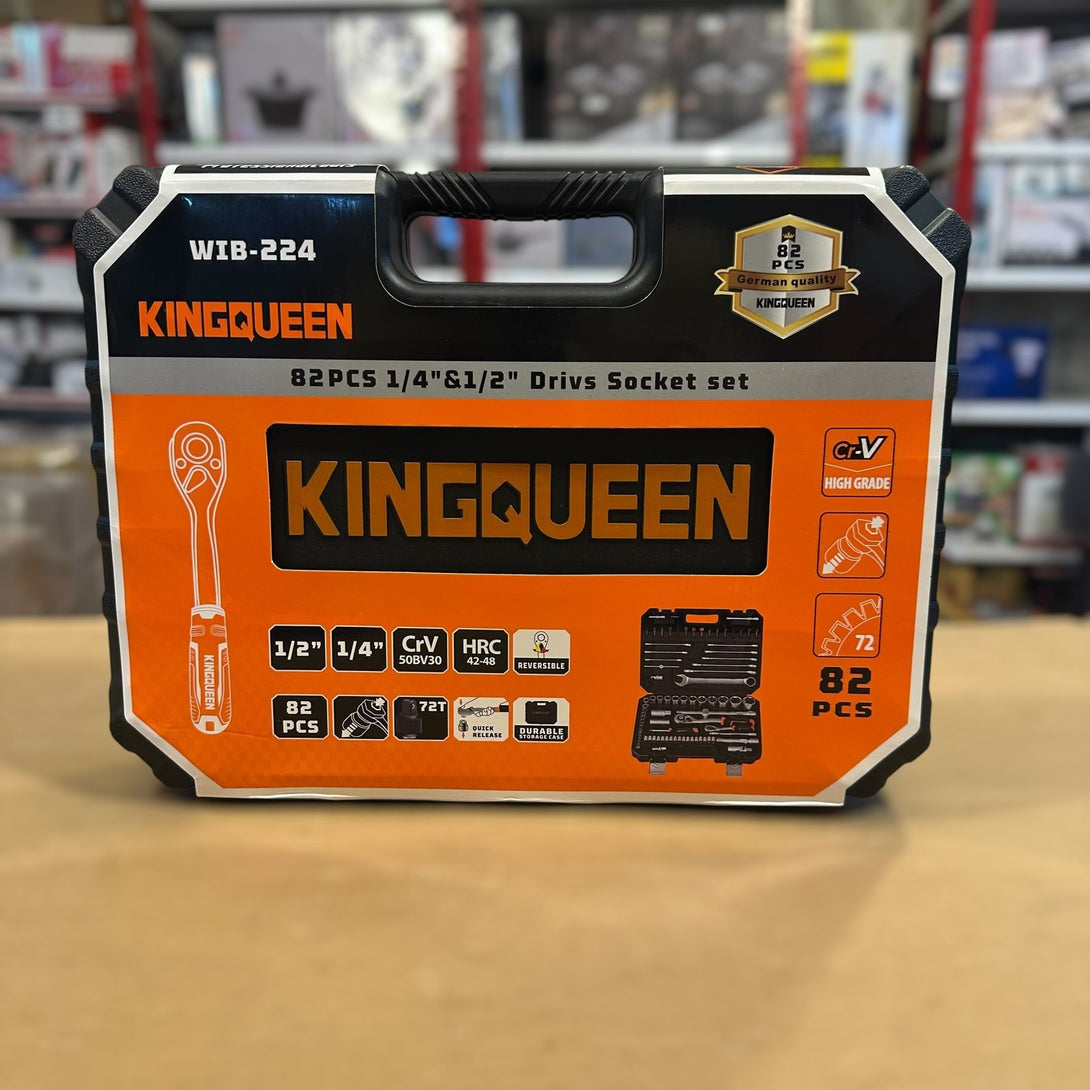 Professional tools
WIB-224
KINGQUEEN
82
PCS
German quality
KINGQUEEN
82PCS 1/4"&1/2" Drivs Socket set
KINGQUEEN
Cr-V
HIGH GRADE
72
82
PCS
KINGQUEEN
1/2”
1/4”
CrV
50BV30
HRC
42-48
REVERSIBLE
82
PCS
72T
QUICK
RELEASE
DURABLE
STORAGE CASE